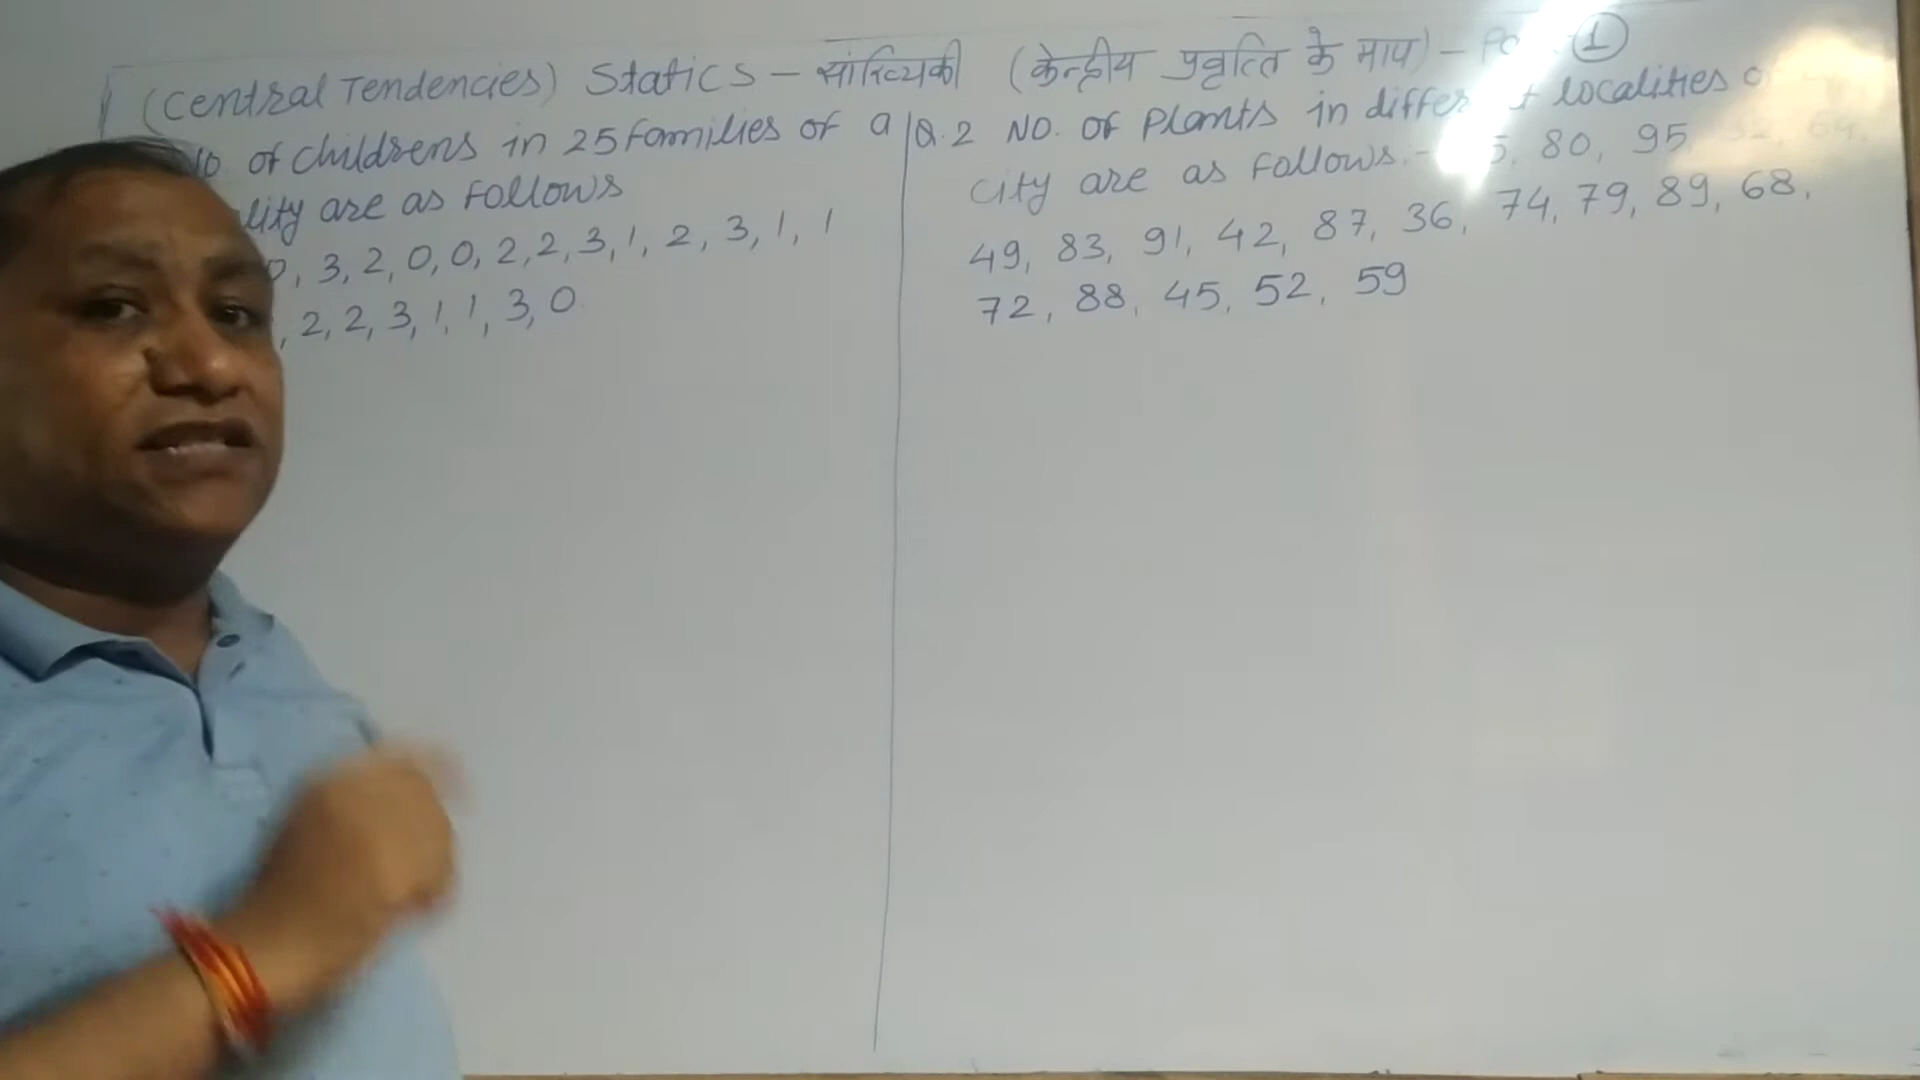 (Central Tendencies) Statics - सांख्यिकी (केन्द्रीय प्रवृत्ति के माप) - ①
No of childrens in 25 families of a
are as follows
0, 3, 2, 0, 0, 2, 2, 3, 1, 2, 3, 1, 1
, 2, 2, 3, 1, 1, 3, 0
Q.2 NO. of Plants in different localities
city are as follows:- 80, 95
49, 83, 91, 42, 87, 36, 74, 79, 89, 68,
72, 88, 45, 52, 59